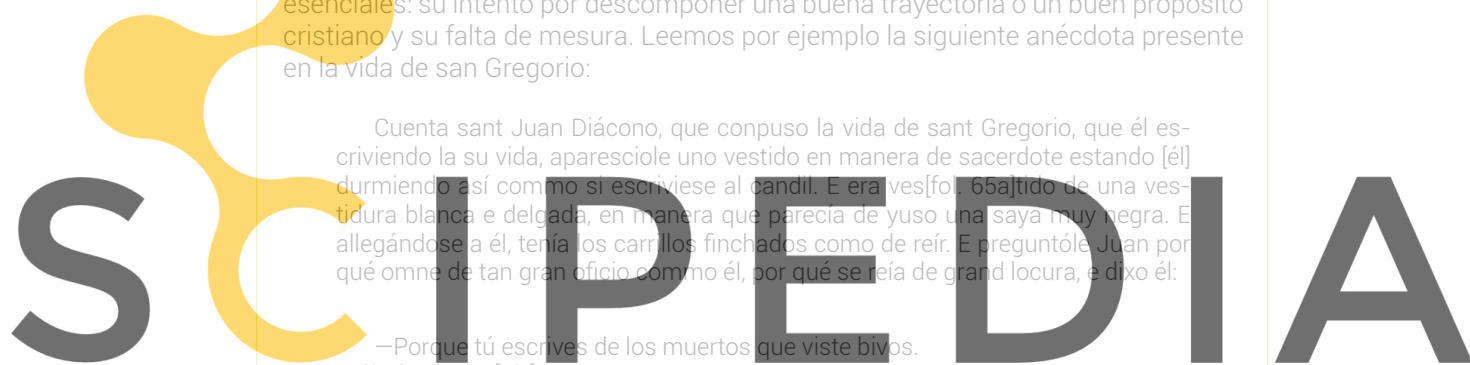 esenciales: su intento por descomponer una buena trayectoria o un buen propósito
cristiano y su falta de mesura. Leemos por ejemplo la siguiente anécdota presente
en la vida de san Gregorio:
Cuenta sant Juan Diácono, que conpuso la vida de sant Gregorio, que él es-
criviendo la su vida, aparesciole uno vestido en manera de sacerdote estando [él]
durmiendo así commo si escriviese al candil. E era ves[fol. 65a]tido de una ves-
tidura blanca e delgada, en manera que parecía de yuso una saya muy negra. E
allegándose a él, tenía los carrillos finchados como de reír. E preguntóle Juan por
qué omne de tan gran oficio commo él, por qué se reía de grand locura, e dixo él:
—Porque tú escrives de los muertos que viste bivos.
SCIPEDIA